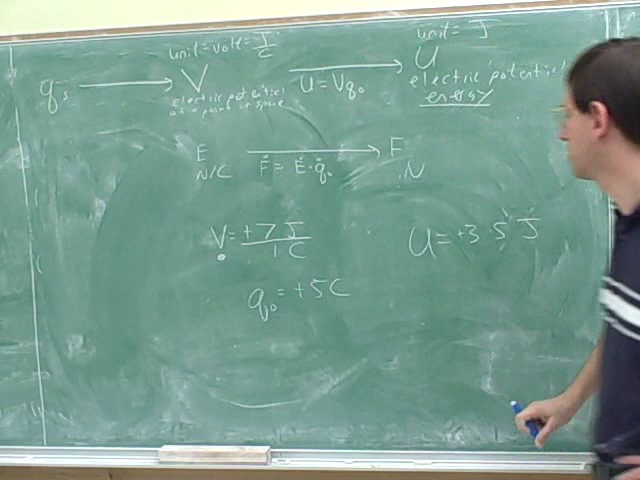 unit = volt = J/C
unit = J
qs → V
U = Vq₀
U
electric potential
at a point in space
electric potential
energy
E
F⃗ = E⃗·q₀
F
N/C
N
V = +7 J / 1 C
U = +35 J
q₀ = +5C